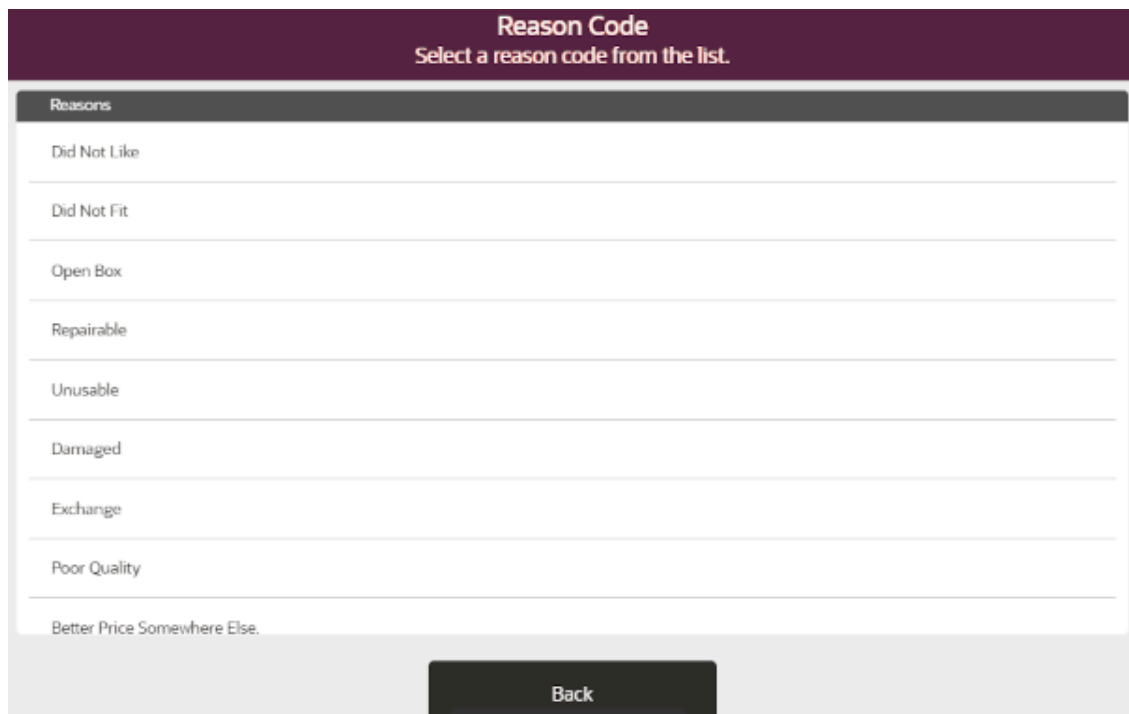 Reason Code
Select a reason code from the list.
Reasons
Did Not Like
Did Not Fit
Open Box
Repairable
Unusable
Damaged
Exchange
Poor Quality
Better Price Somewhere Else.
Back